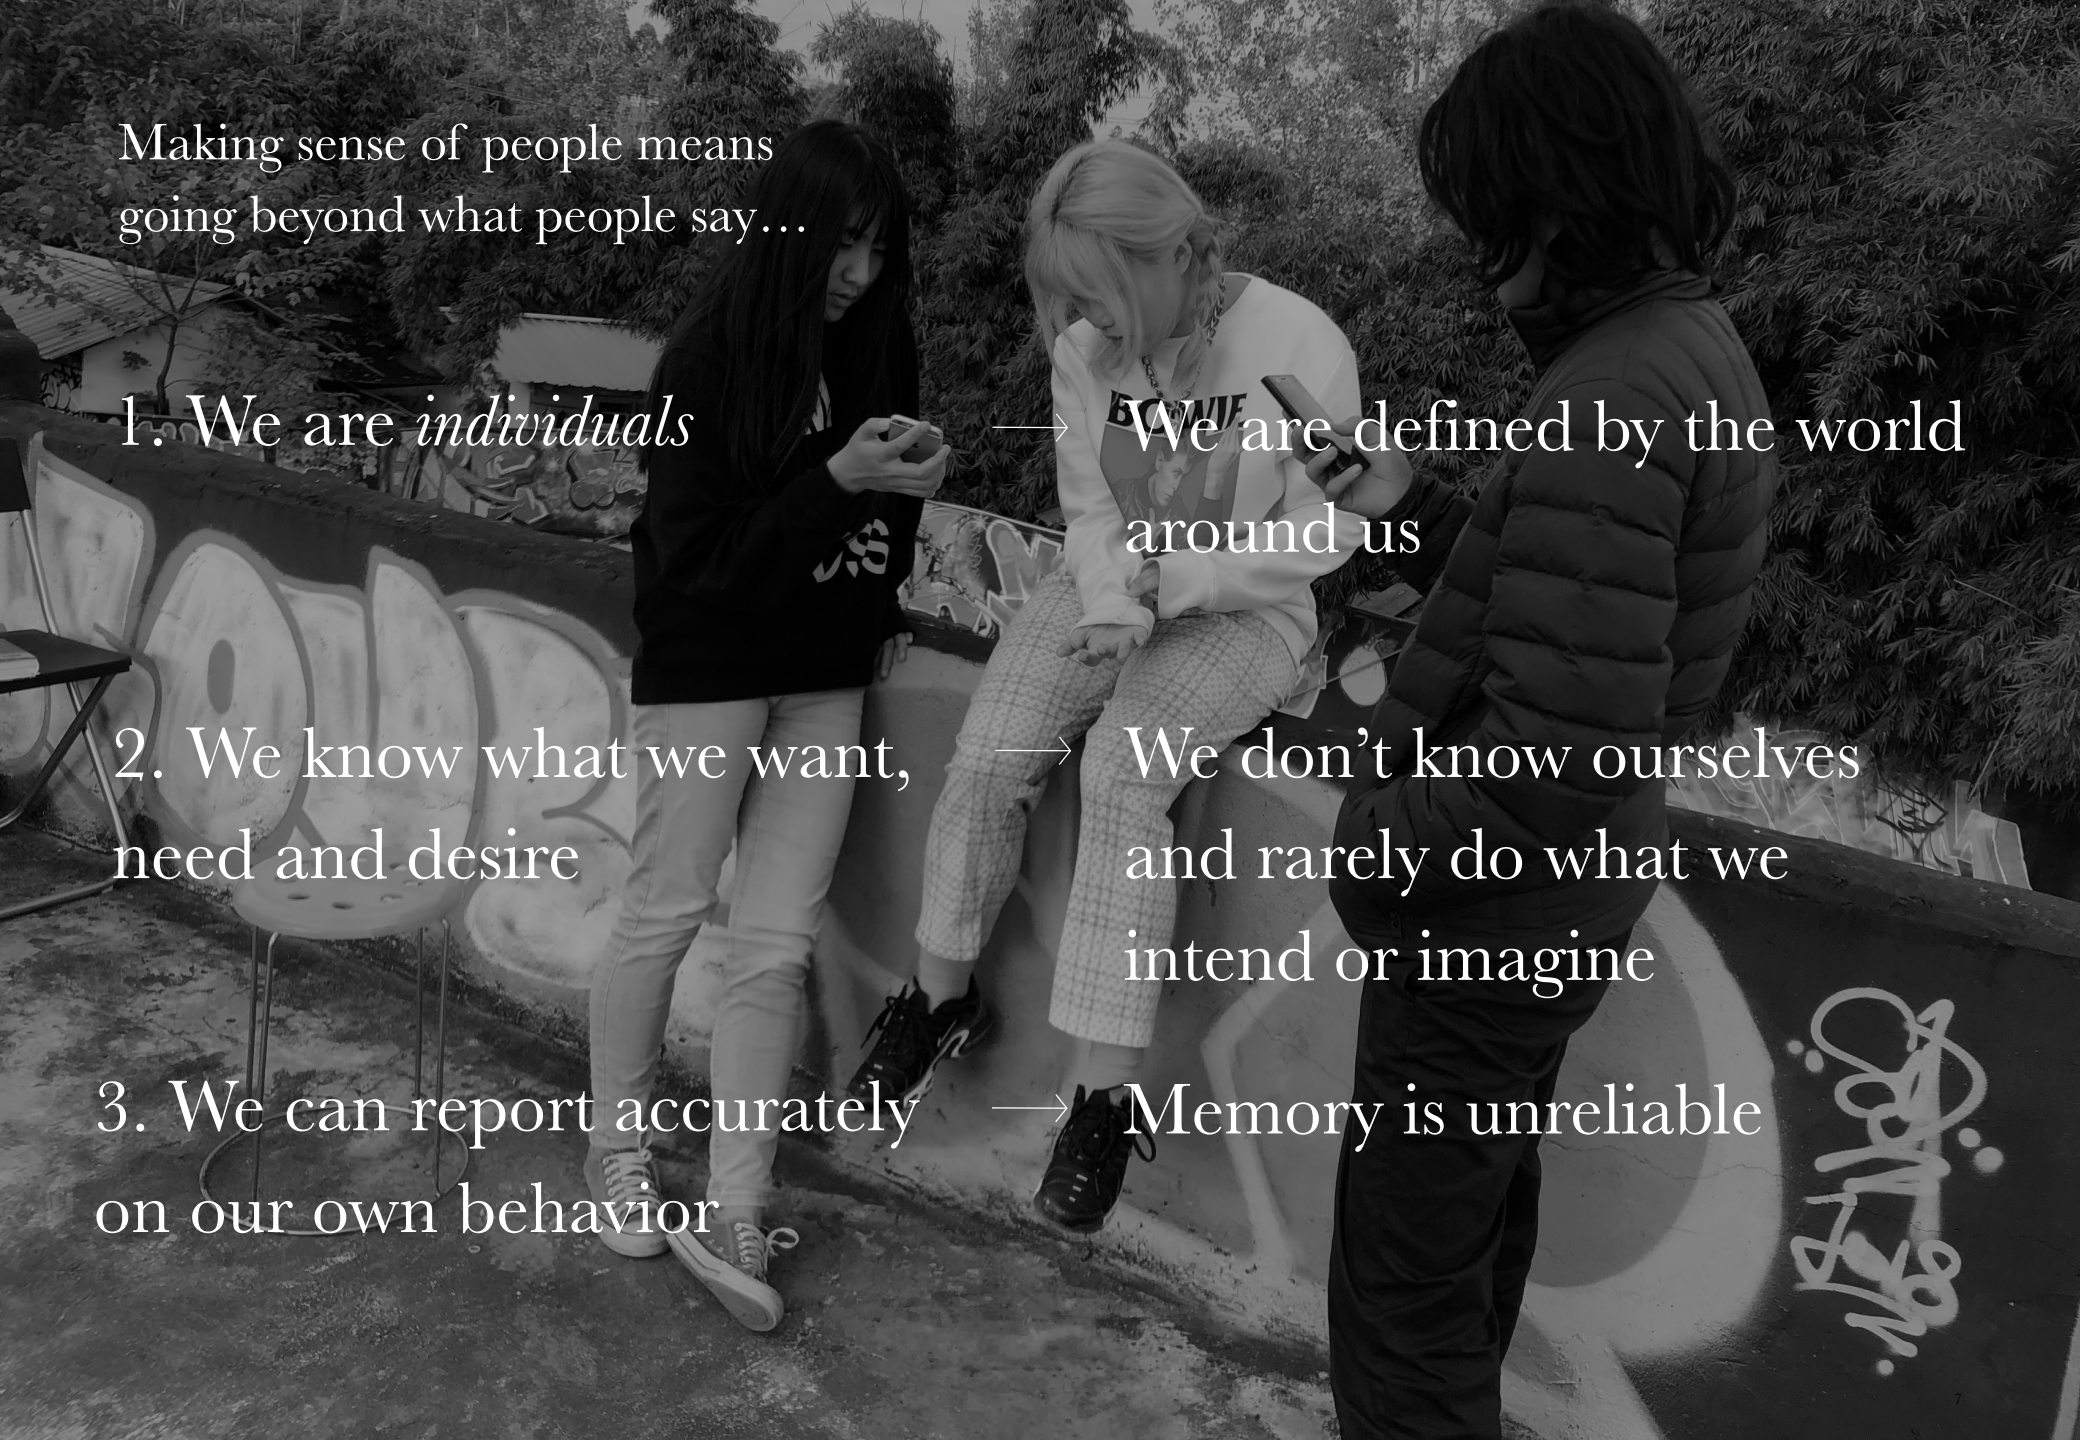 Making sense of people means
going beyond what people say…
1. We are individuals
→ We are defined by the world
around us
2. We know what we want,
need and desire
→ We don’t know ourselves
and rarely do what we
intend or imagine
3. We can report accurately
on our own behavior
→ Memory is unreliable
7